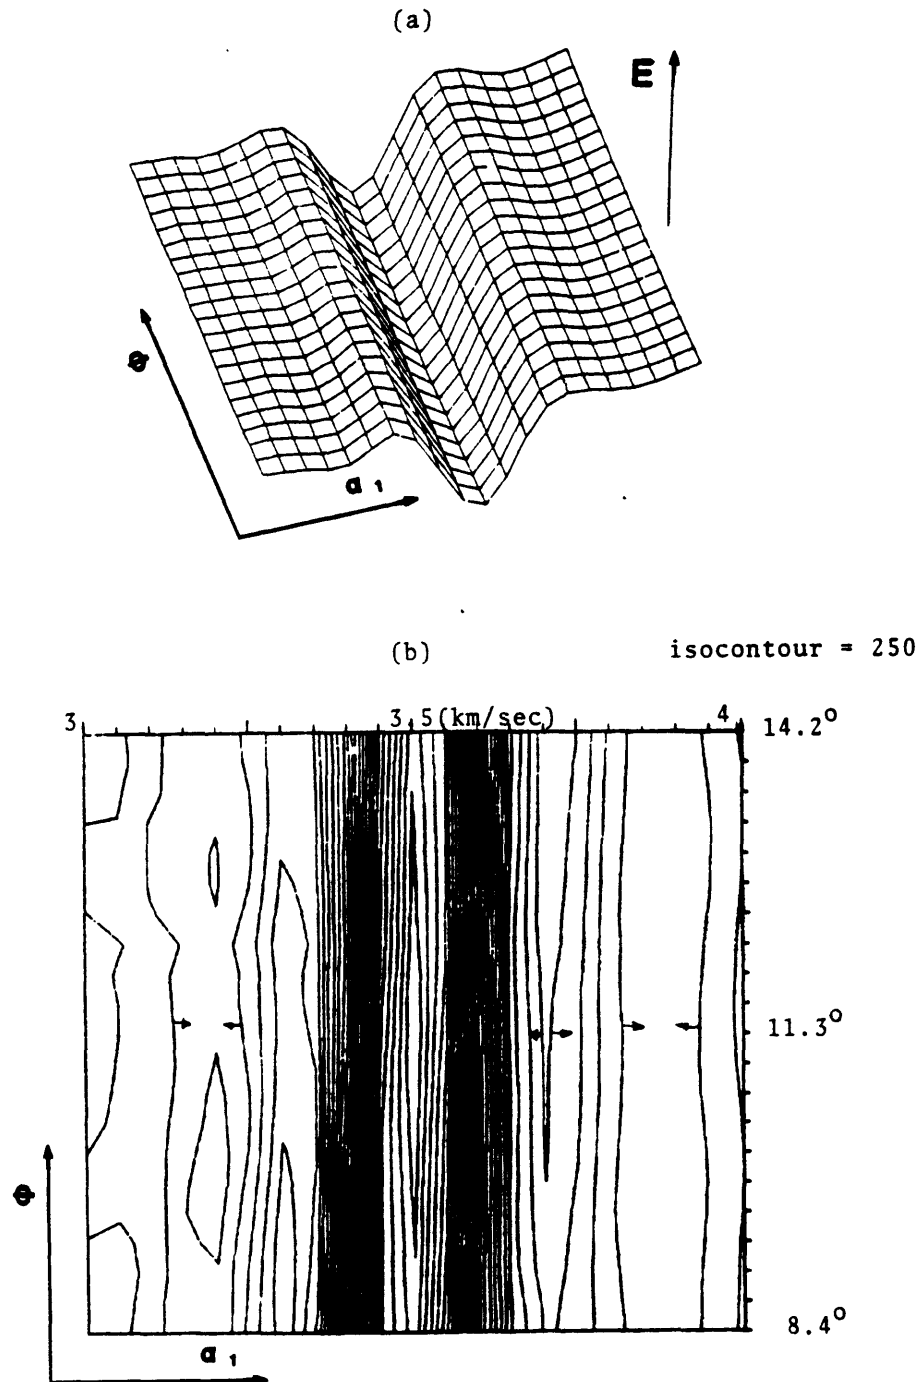 (a)
E
Φ
α 1
(b)
isocontour = 250
3
3.5(km/sec)
4
14.2°
11.3°
8.4°
Φ
α 1